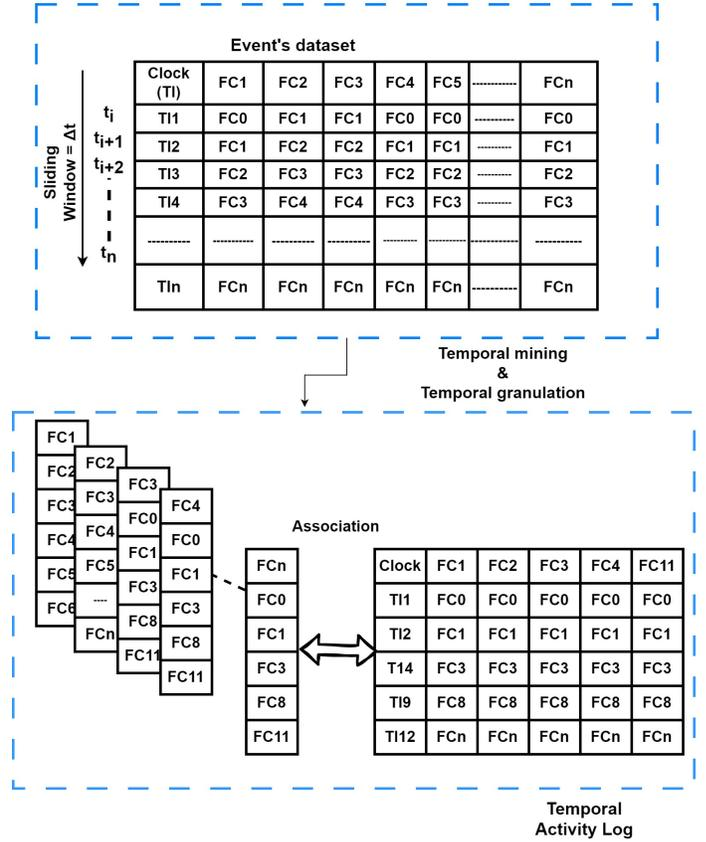 Event's dataset
Clock (TI) FC1 FC2 FC3 FC4 FC5 ----------- FCn
TI1 FC0 FC1 FC1 FC0 FC0 ---------- FC0
TI2 FC1 FC2 FC2 FC1 FC1 --------- FC1
TI3 FC2 FC3 FC3 FC2 FC2 --------- FC2
TI4 FC3 FC4 FC4 FC3 FC3 --------- FC3
---------- ---------- ---------- ---------- --------- --------- ----------- -----------
TIn FCn FCn FCn FCn FCn ----------- FCn
Sliding
Window = Δt
ti
ti+1
ti+2
tn
Temporal mining
&
Temporal granulation
FC1
FC2
FC3
FC4
FC5
FC6
FC2
FC3
FC4
FC5
----
FCn
FC3
FC0
FC1
FC3
FC8
FC11
FC4
FC0
FC1
FC3
FC8
FC11
Association
FCn
FC0
FC1
FC3
FC8
FC11
Clock FC1 FC2 FC3 FC4 FC11
TI1 FC0 FC0 FC0 FC0 FC0
TI2 FC1 FC1 FC1 FC1 FC1
T14 FC3 FC3 FC3 FC3 FC3
TI9 FC8 FC8 FC8 FC8 FC8
TI12 FCn FCn FCn FCn FCn
Temporal
Activity Log